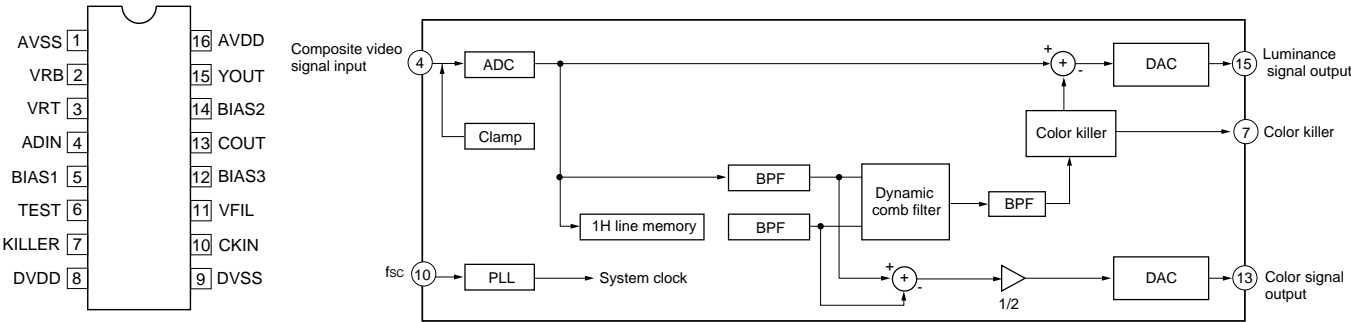 AVSS 1
VRB 2
VRT 3
ADIN 4
BIAS1 5
TEST 6
KILLER 7
DVDD 8
16 AVDD
15 YOUT
14 BIAS2
13 COUT
12 BIAS3
11 VFIL
10 CKIN
9 DVSS
Composite video
signal input
4
ADC
Clamp
+
+
-
DAC
15
Luminance
signal output
Color killer
7
Color killer
BPF
Dynamic
comb filter
BPF
1H line memory
BPF
fsc
10
PLL
System clock
+
+
-
1/2
DAC
13
Color signal
output